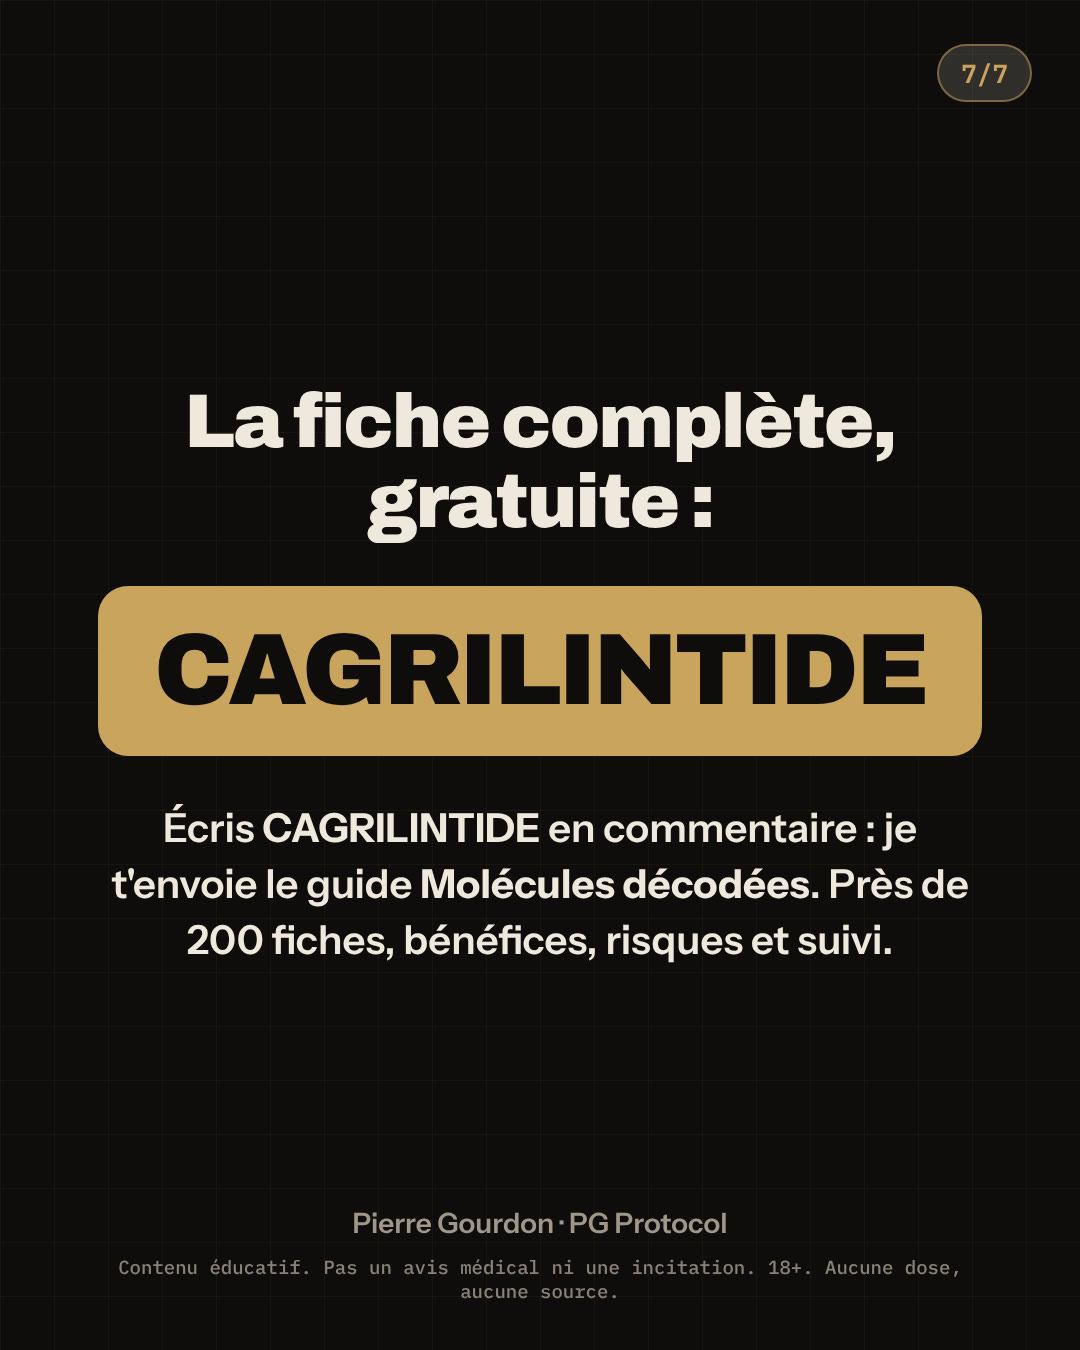 7/7
La fiche complète,
gratuite :
CAGRILINTIDE
Écris CAGRILINTIDE en commentaire : je
t'envoie le guide Molécules décodées. Près de
200 fiches, bénéfices, risques et suivi.
Pierre Gourdon · PG Protocol
Contenu éducatif. Pas un avis médical ni une incitation. 18+. Aucune dose,
aucune source.